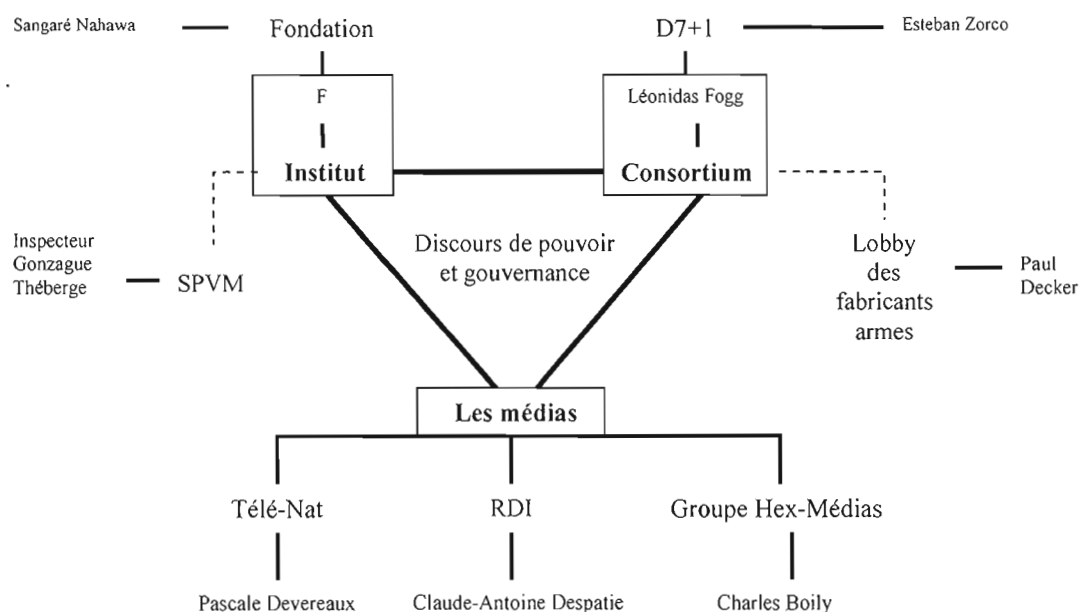 Sangaré Nahawa
Fondation
D7+1
Esteban Zorco
F
Léonidas Fogg
Institut
Consortium
Discours de pouvoir
et gouvernance
Inspecteur
Gonzague
Théberge
SPVM
Lobby
des
fabricants
armes
Paul
Decker
Les médias
Télé-Nat
RDI
Groupe Hex-Médias
Pascale Devereaux
Claude-Antoine Despatie
Charles Boily